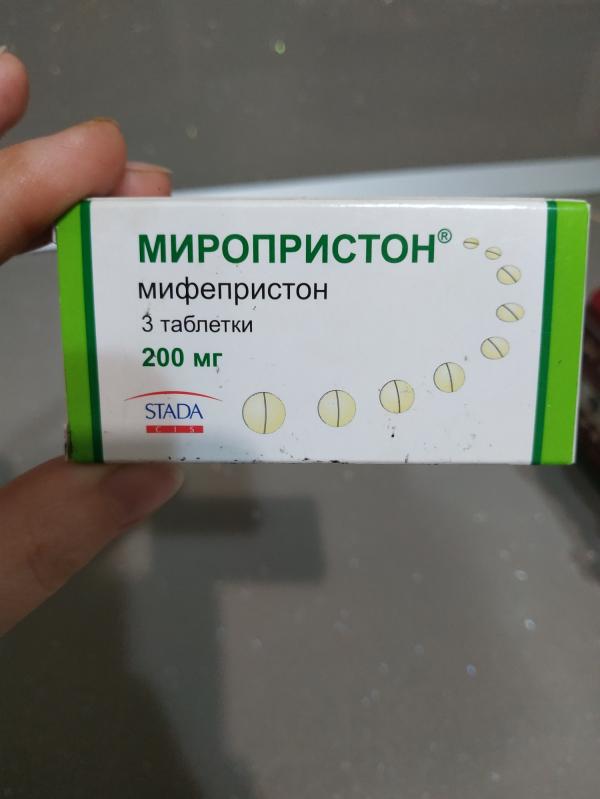 МИРОПРИСТОН®
мифепристон
3 таблетки
200 мг
STADA
CIS